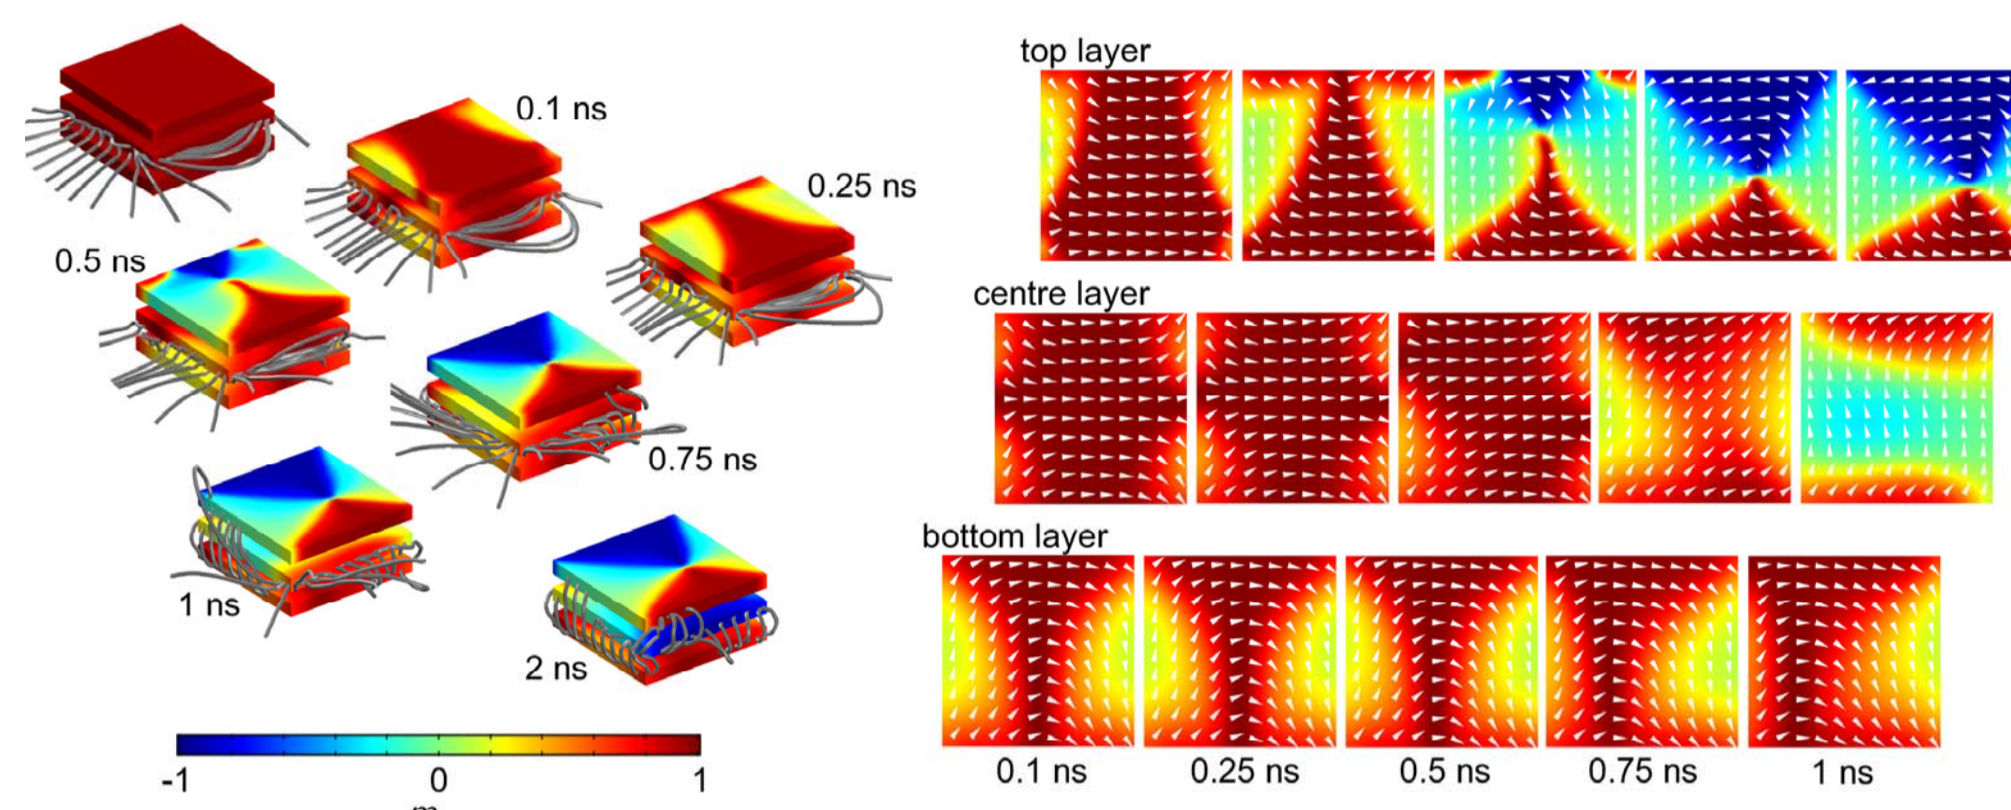 0.1 ns
0.25 ns
0.5 ns
0.75 ns
1 ns
2 ns
-1 0 1
top layer
centre layer
bottom layer
0.1 ns 0.25 ns 0.5 ns 0.75 ns 1 ns